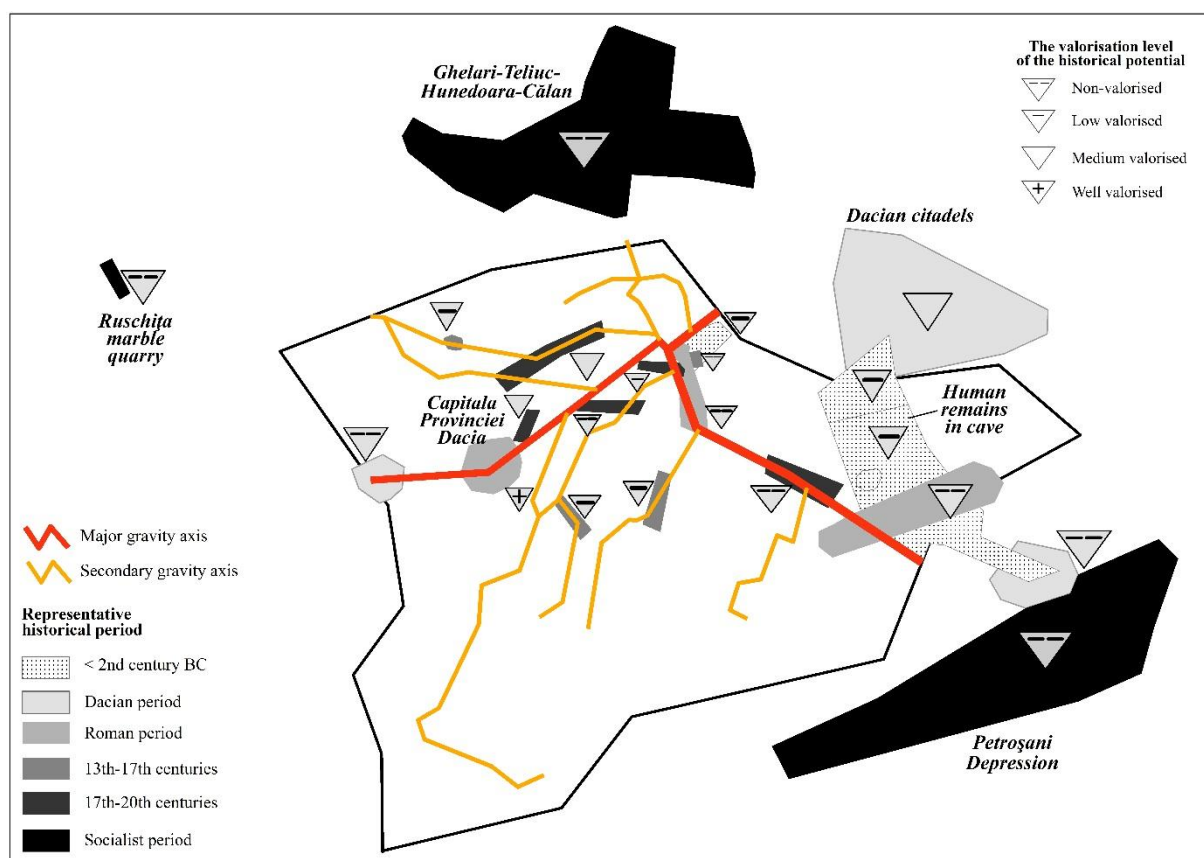 Ghelari-Teliuc-
Hunedoara-Călan
The valorisation level
of the historical potential
Non-valorised
Low valorised
Medium valorised
Well valorised
Dacian citadels
Ruschiţa
marble
quarry
Capitala
Provinciei
Dacia
Human
remains
in cave
Major gravity axis
Secondary gravity axis
Representative
historical period
< 2nd century BC
Dacian period
Roman period
13th-17th centuries
17th-20th centuries
Socialist period
Petroşani
Depression